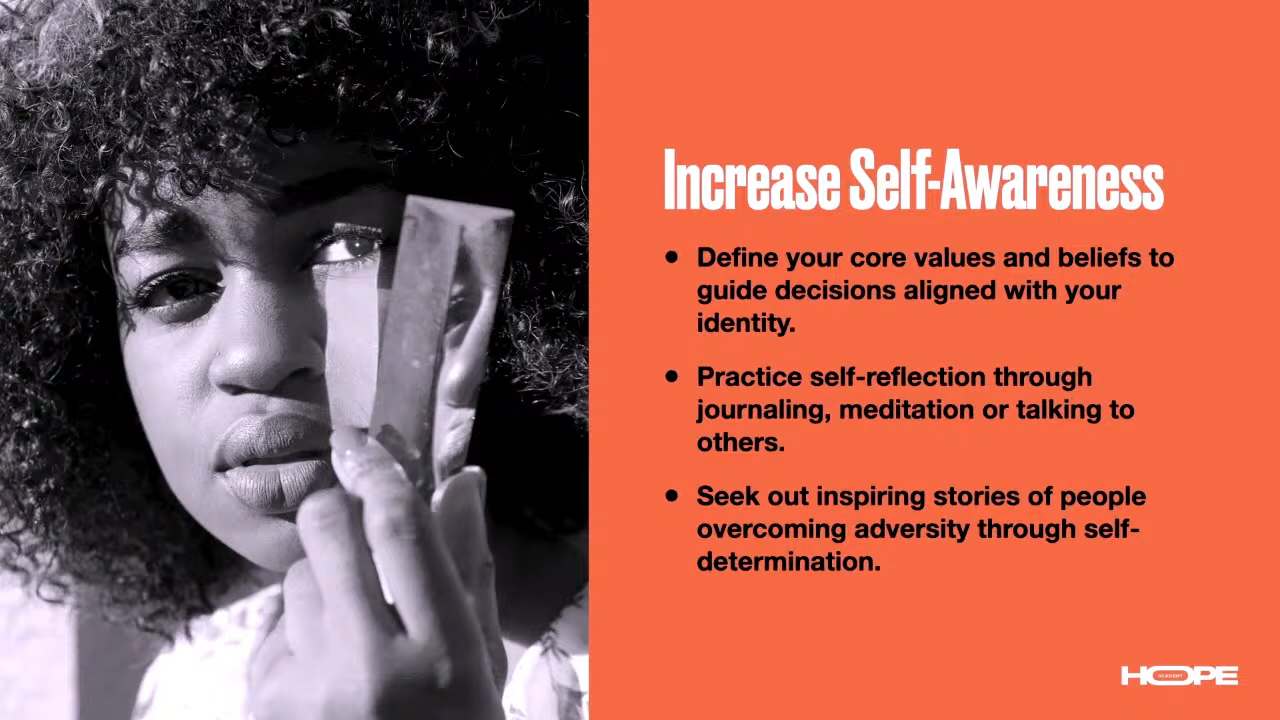 Increase Self-Awareness
• Define your core values and beliefs to
guide decisions aligned with your
identity.
• Practice self-reflection through
journaling, meditation or talking to
others.
• Seek out inspiring stories of people
overcoming adversity through self-
determination.
HOPE
ACADEMY